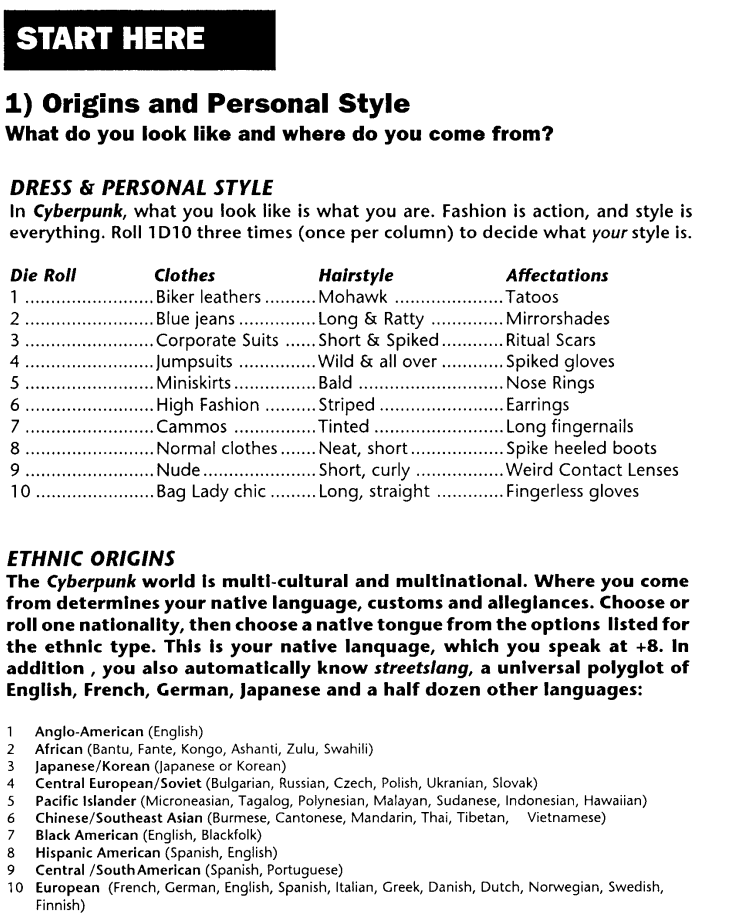 START HERE
1) Origins and Personal Style
What do you look like and where do you come from?
DRESS & PERSONAL STYLE
In Cyberpunk, what you look like is what you are. Fashion is action, and style is
everything. Roll 1D10 three times (once per column) to decide what your style is.
Die Roll Clothes Hairstyle Affectations
1 .........................Biker leathers ..........Mohawk .....................Tatoos
2 .........................Blue jeans ...............Long & Ratty ..............Mirrorshades
3 .........................Corporate Suits ......Short & Spiked............Ritual Scars
4 .........................Jumpsuits ...............Wild & all over ............Spiked gloves
5 .........................Miniskirts................Bald ............................Nose Rings
6 .........................High Fashion ..........Striped ........................Earrings
7 .........................Cammos ................Tinted .........................Long fingernails
8 .........................Normal clothes.......Neat, short..................Spike heeled boots
9 .........................Nude......................Short, curly .................Weird Contact Lenses
10 .......................Bag Lady chic .........Long, straight .............Fingerless gloves
ETHNIC ORIGINS
The Cyberpunk world is multi-cultural and multinational. Where you come
from determines your native language, customs and allegiances. Choose or
roll one nationality, then choose a native tongue from the options listed for
the ethnic type. This is your native lanquage, which you speak at +8. In
addition , you also automatically know streetslang, a universal polyglot of
English, French, German, Japanese and a half dozen other languages:
1 Anglo-American (English)
2 African (Bantu, Fante, Kongo, Ashanti, Zulu, Swahili)
3 Japanese/Korean (Japanese or Korean)
4 Central European/Soviet (Bulgarian, Russian, Czech, Polish, Ukranian, Slovak)
5 Pacific Islander (Microneasian, Tagalog, Polynesian, Malayan, Sudanese, Indonesian, Hawaiian)
6 Chinese/Southeast Asian (Burmese, Cantonese, Mandarin, Thai, Tibetan, Vietnamese)
7 Black American (English, Blackfolk)
8 Hispanic American (Spanish, English)
9 Central /South American (Spanish, Portuguese)
10 European (French, German, English, Spanish, Italian, Greek, Danish, Dutch, Norwegian, Swedish,
Finnish)